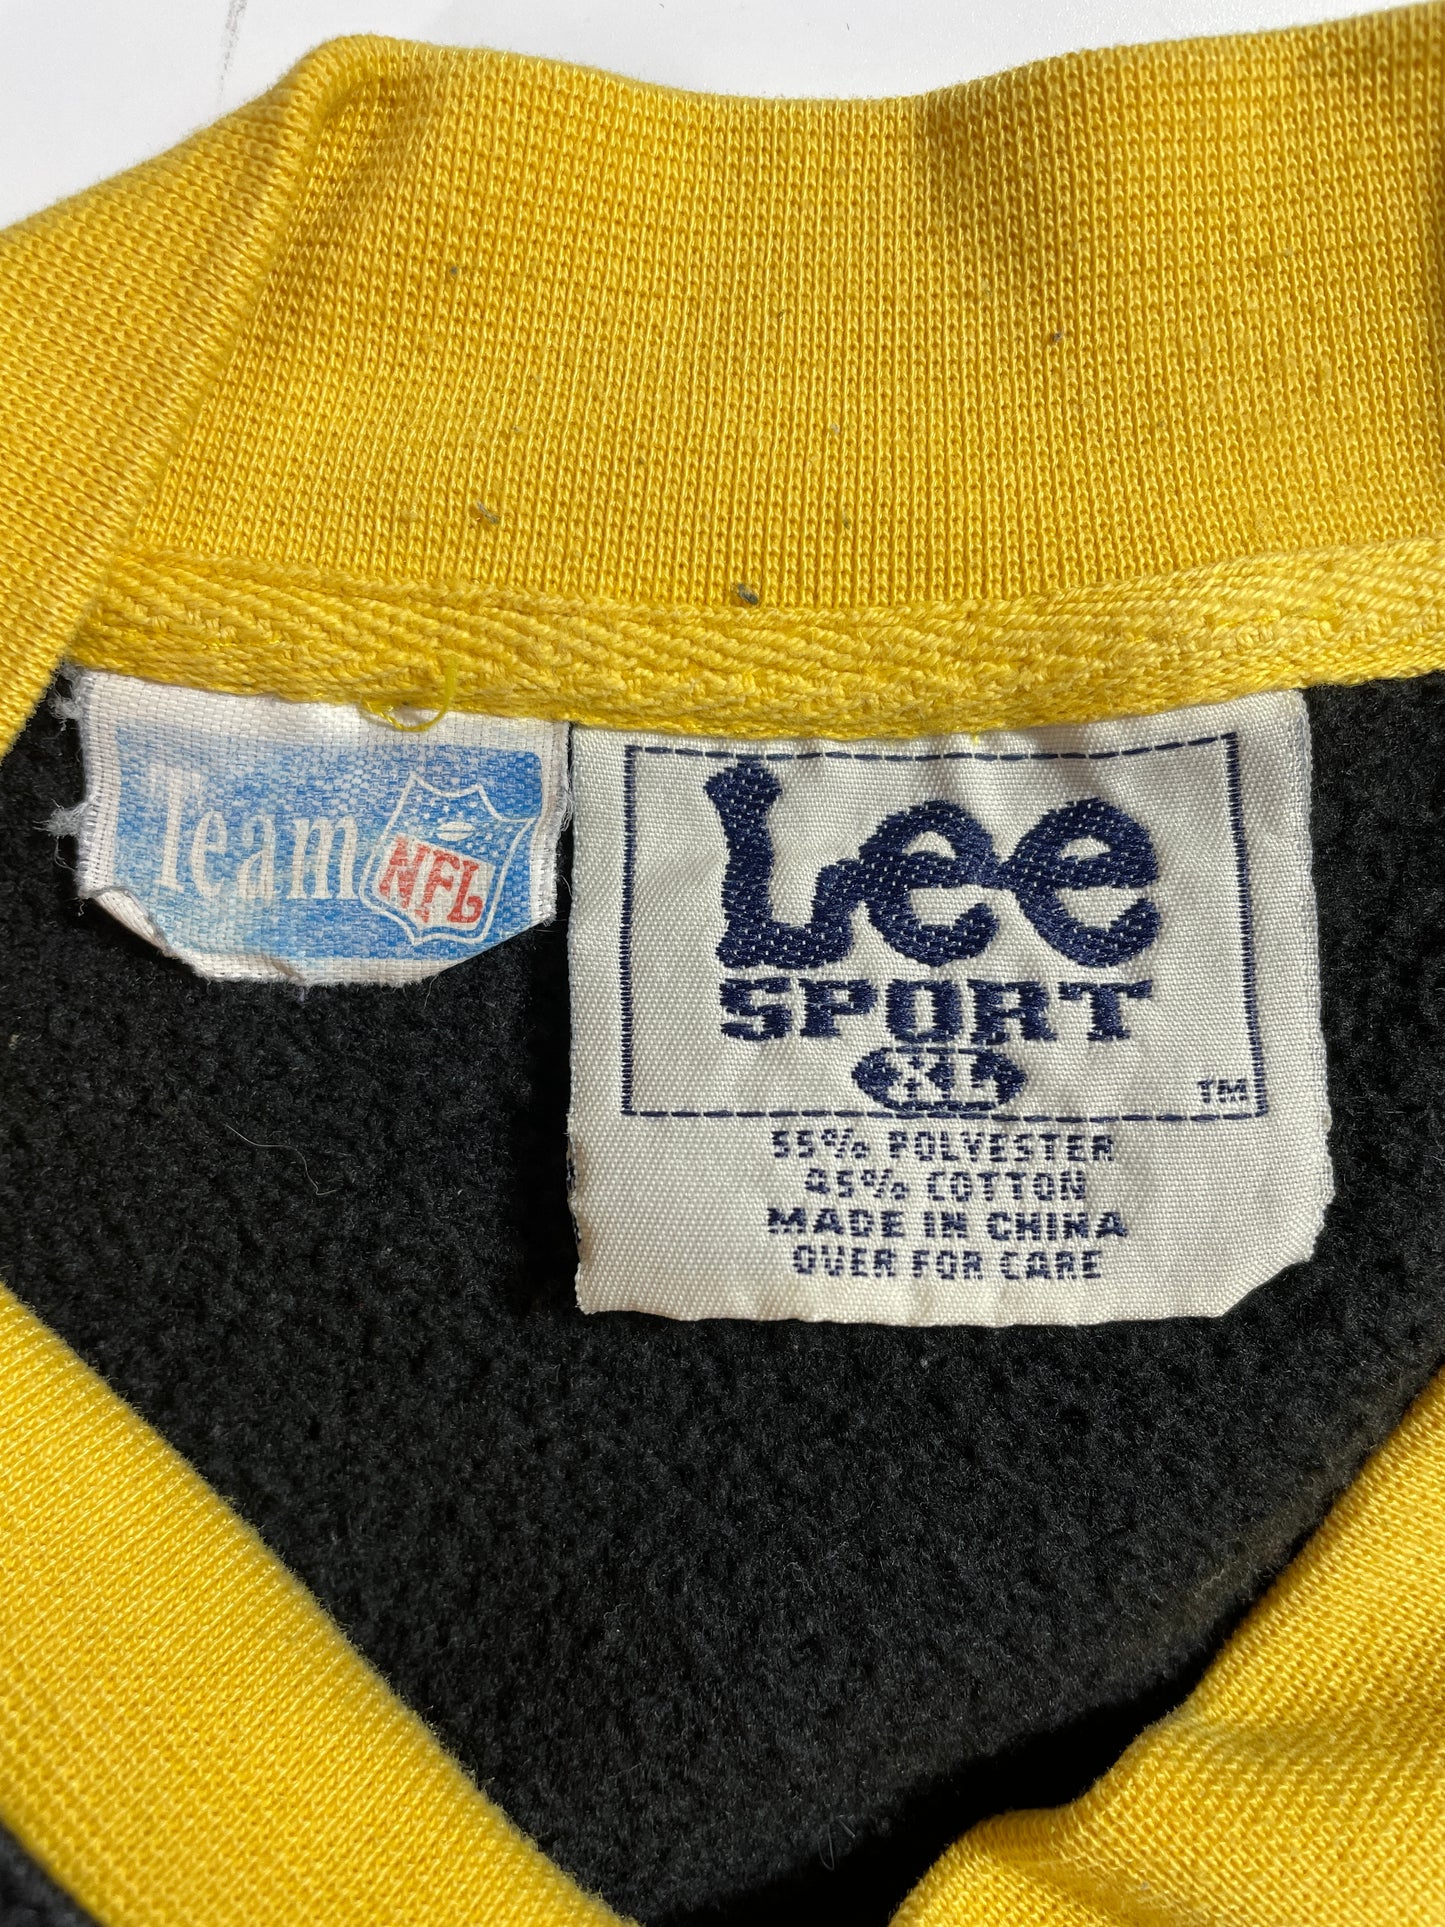 Team NFL
Lee
SPORT
XL
TM
55% POLYESTER
45% COTTON
MADE IN CHINA
OVER FOR CARE